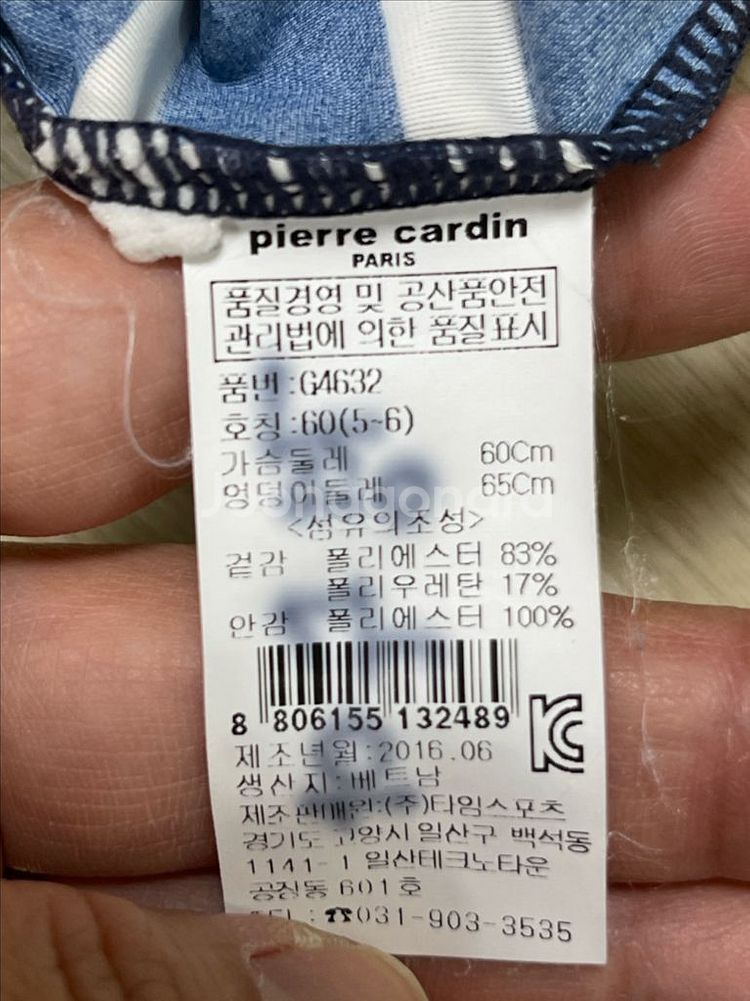 pierre cardin
PARIS
품질경영 및 공산품안전
관리법에 의한 품질표시
품번:G4632
호칭:60(5~6)
가슴둘레 60Cm
엉덩이둘레 65Cm
Joonggonara
<섬유의조성>
겉감 폴리에스터 83%
폴리우레탄 17%
안감 폴리에스터 100%
8 806155 132489
제조년월:2016.06
생산지:베트남
제조판매원:(주)타임스포츠
경기도 고양시일산구 백석동
1141-1 일산테크노타운
공장동 601호
TEL:☎031-903-3535